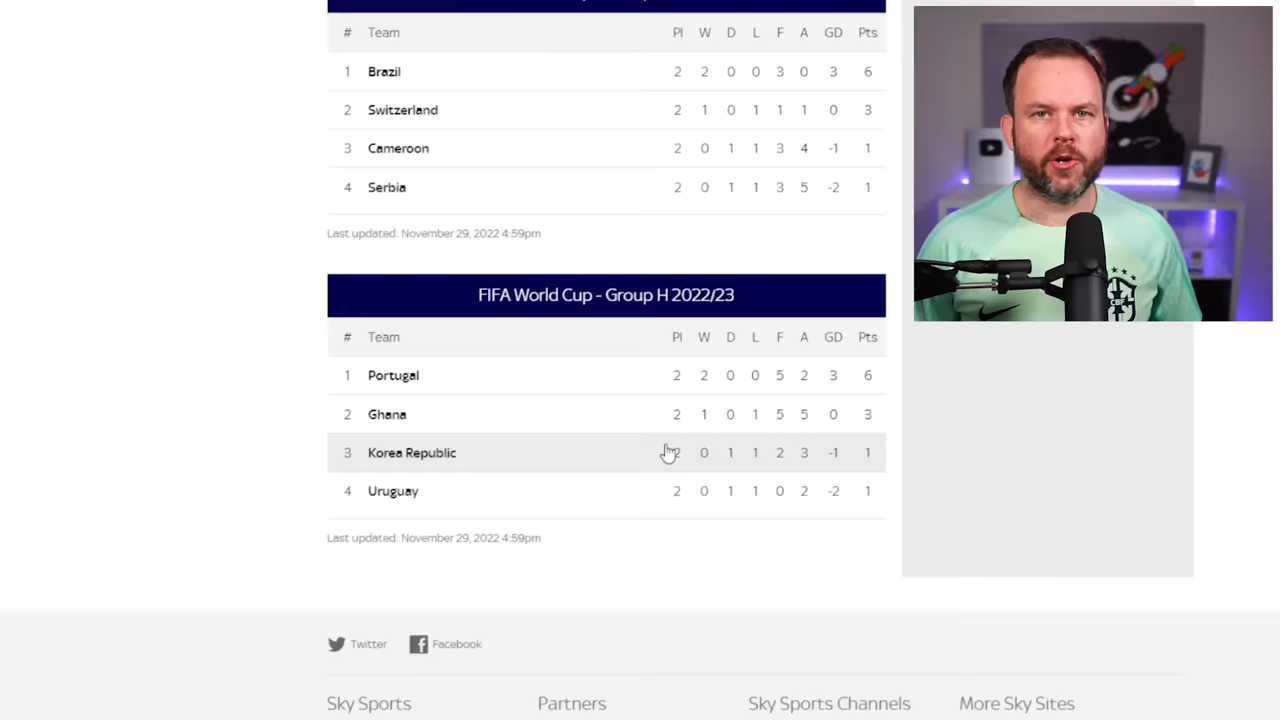 # Team Pl W D L F A GD Pts
1 Brazil 2 2 0 0 3 0 3 6
2 Switzerland 2 1 0 1 1 1 0 3
3 Cameroon 2 0 1 1 3 4 -1 1
4 Serbia 2 0 1 1 3 5 -2 1
Last updated: November 29, 2022 4:59pm
FIFA World Cup - Group H 2022/23
# Team Pl W D L F A GD Pts
1 Portugal 2 2 0 0 5 2 3 6
2 Ghana 2 1 0 1 5 5 0 3
3 Korea Republic 2 0 1 1 2 3 -1 1
4 Uruguay 2 0 1 1 0 2 -2 1
Last updated: November 29, 2022 4:59pm
CBF
Twitter Facebook
Sky Sports Partners Sky Sports Channels More Sky Sites